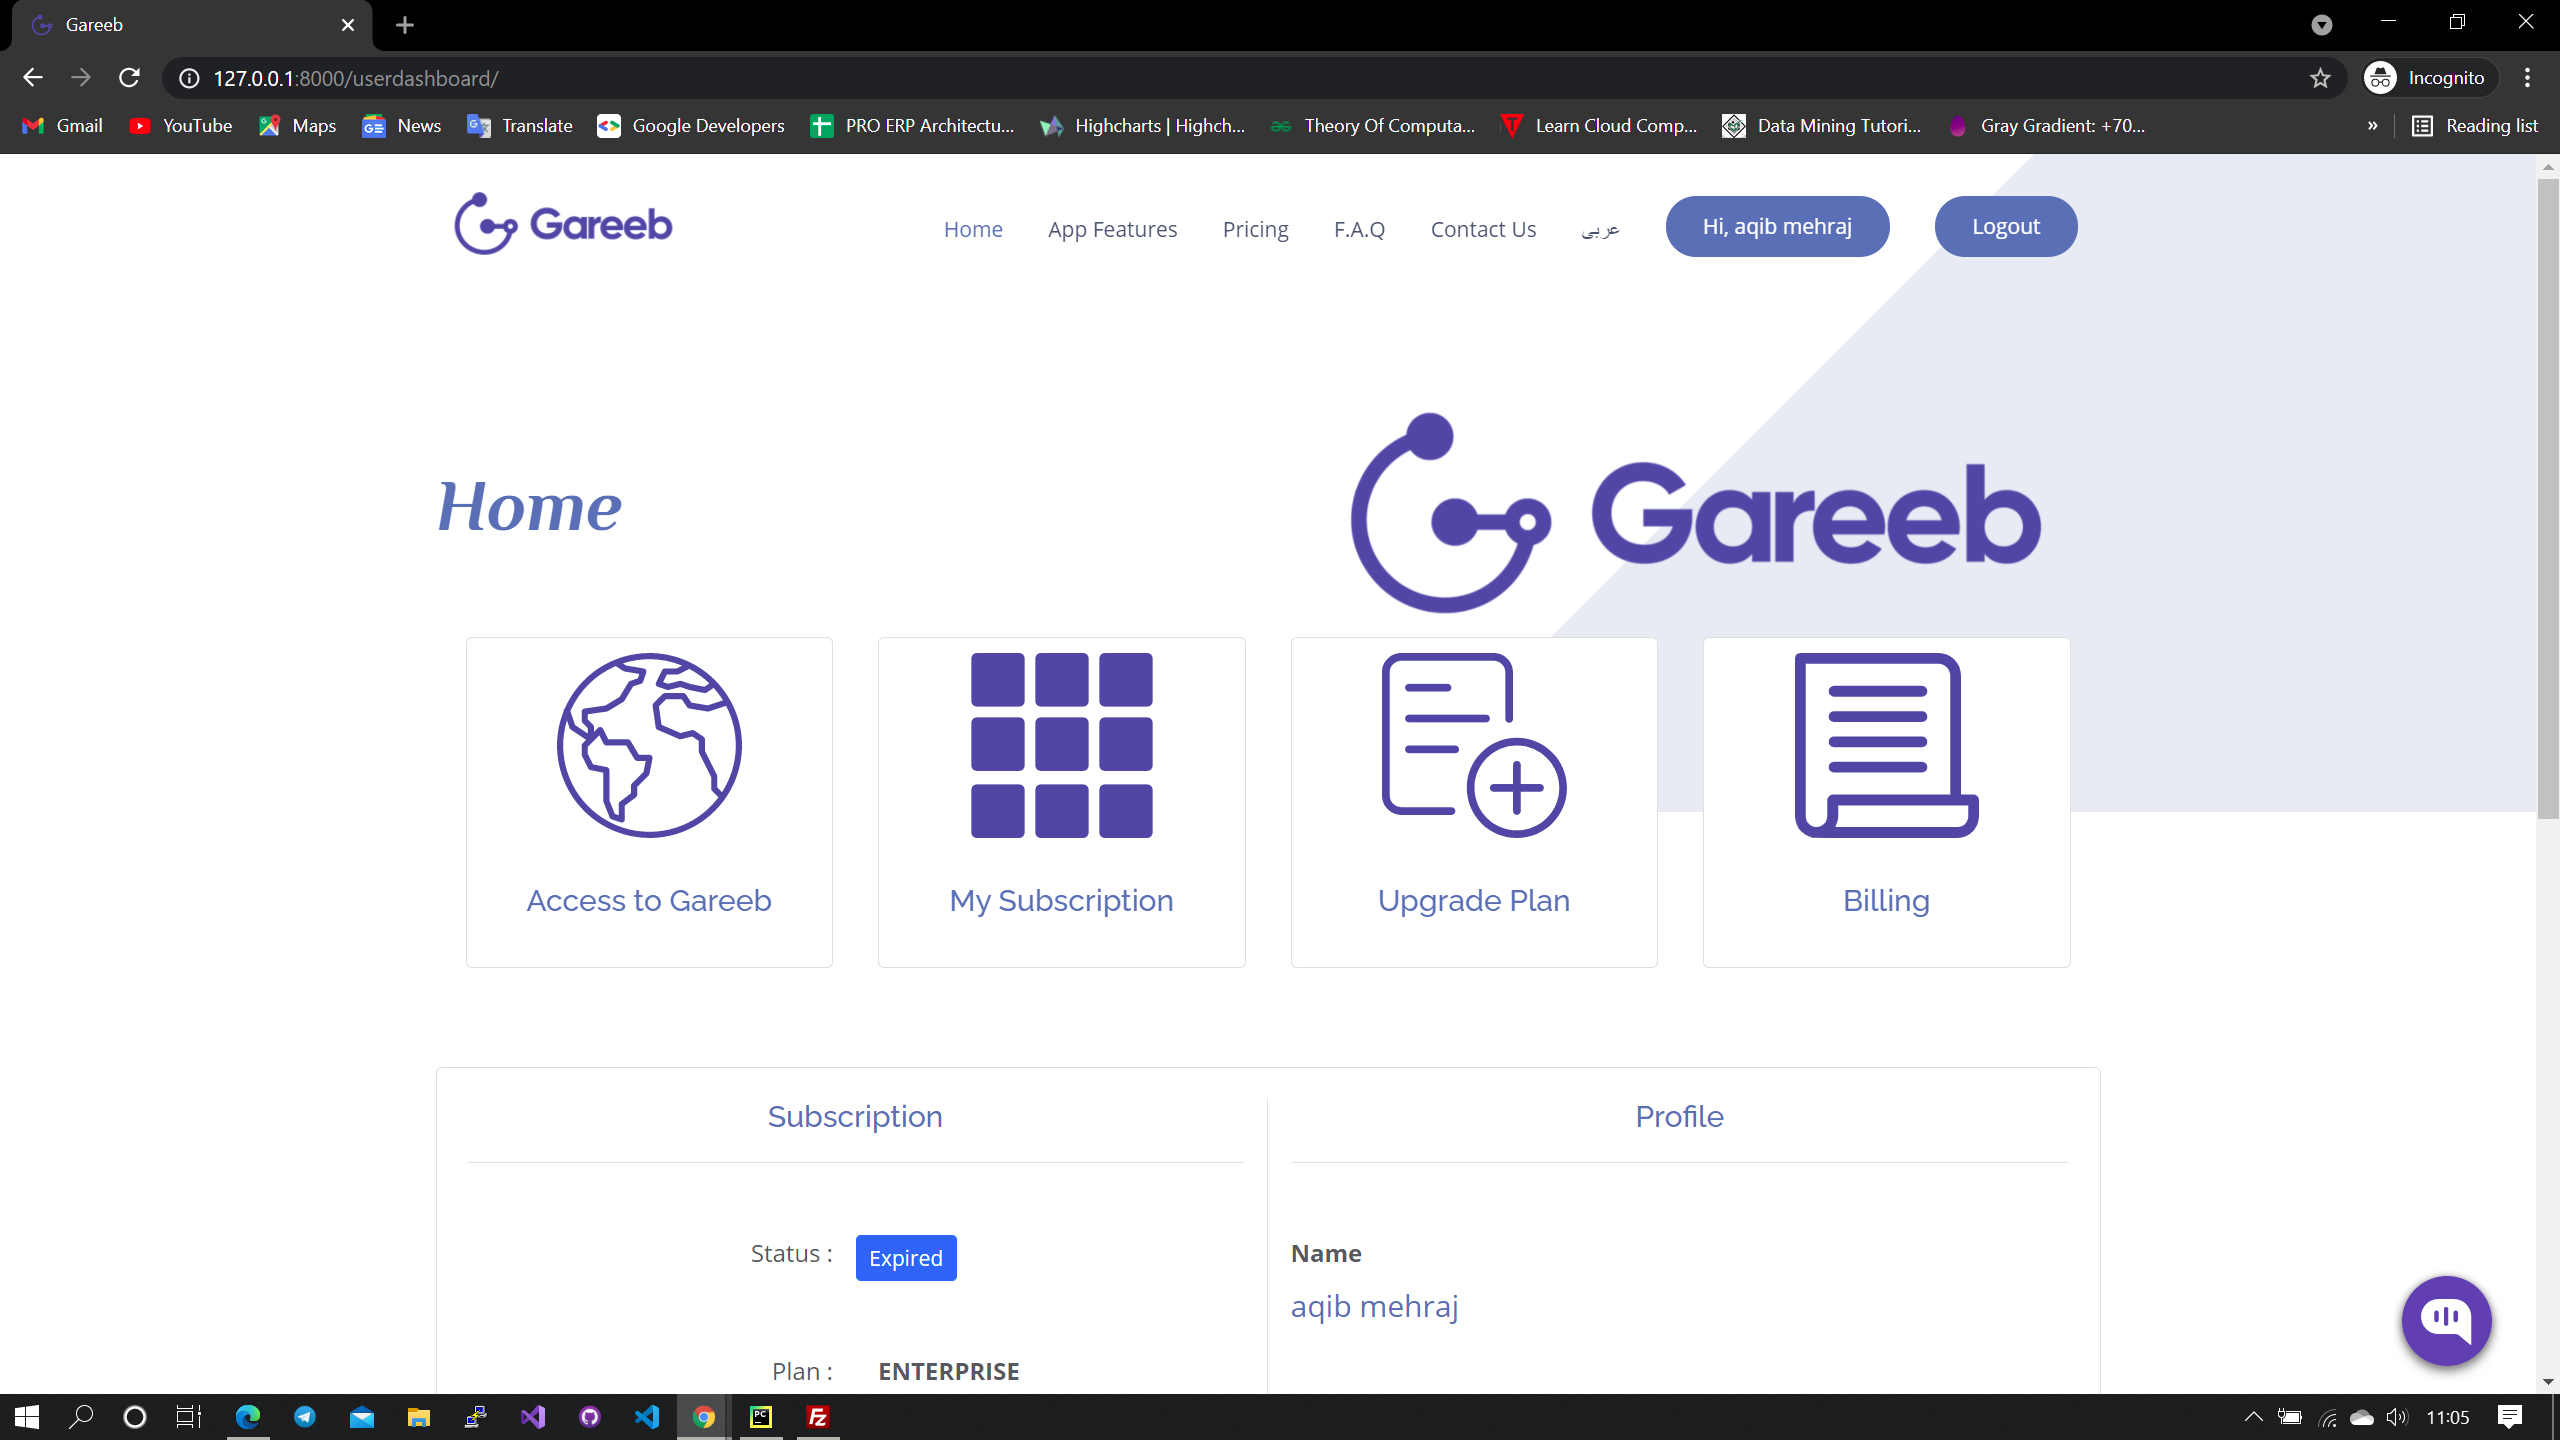 Gareeb
127.0.0.1:8000/userdashboard/
Incognito
Gmail YouTube Maps News Translate Google Developers PRO ERP Architectu... Highcharts | Highch... Theory Of Computa... Learn Cloud Comp... Data Mining Tutori... Gray Gradient: +70... » Reading list
Gareeb Home App Features Pricing F.A.Q Contact Us عربى Hi, aqib mehraj Logout
Home
Gareeb
Access to Gareeb My Subscription Upgrade Plan Billing
Subscription Profile
Status : Expired Name
aqib mehraj
Plan : ENTERPRISE
PC
FZ
11:05